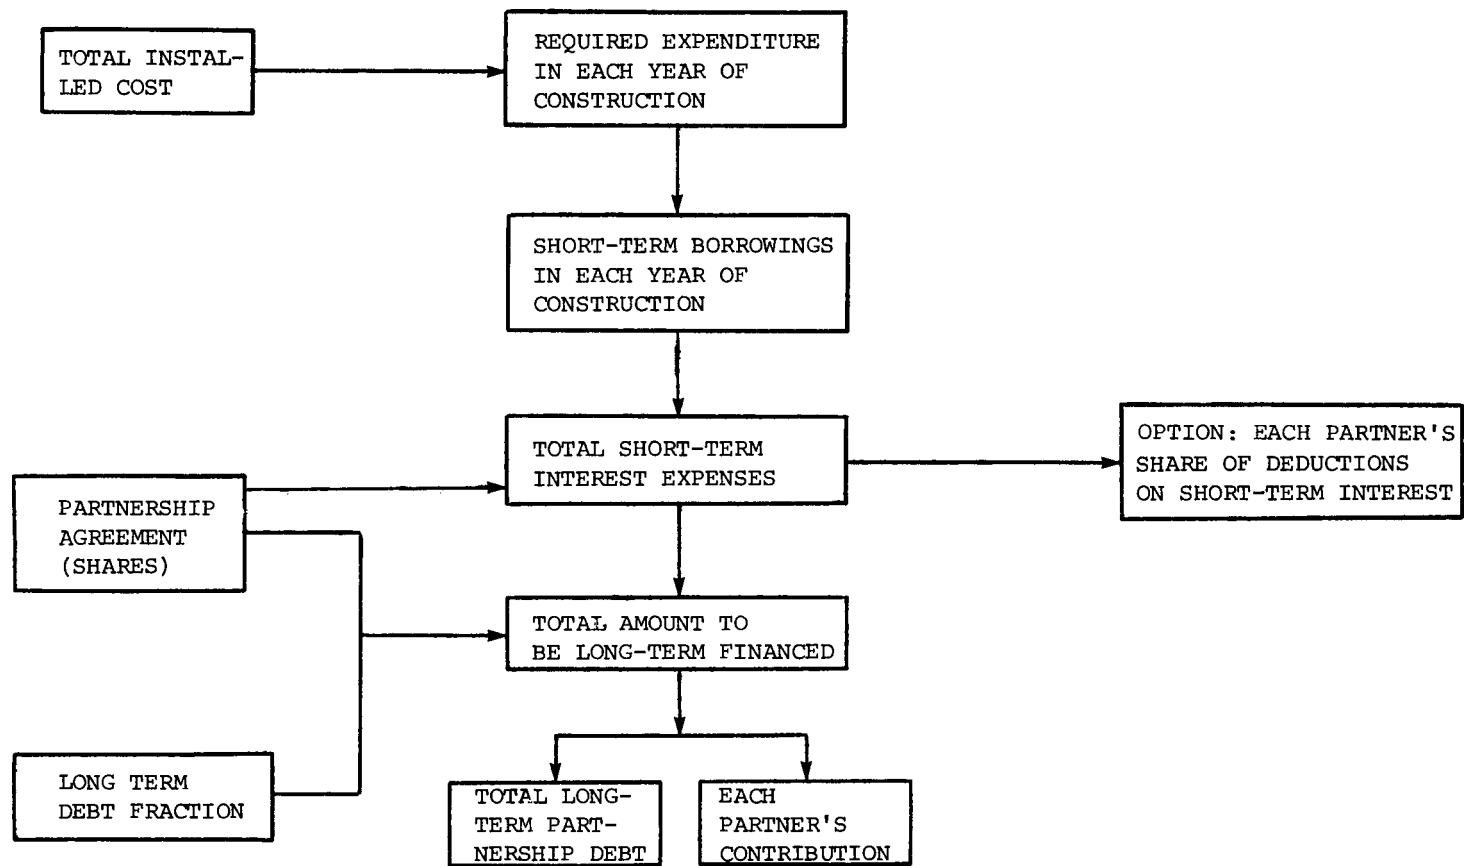 TOTAL INSTAL-
LED COST
REQUIRED EXPENDITURE
IN EACH YEAR OF
CONSTRUCTION
SHORT-TERM BORROWINGS
IN EACH YEAR OF
CONSTRUCTION
TOTAL SHORT-TERM
INTEREST EXPENSES
OPTION: EACH PARTNER'S
SHARE OF DEDUCTIONS
ON SHORT-TERM INTEREST
PARTNERSHIP
AGREEMENT
(SHARES)
TOTAL AMOUNT TO
BE LONG-TERM FINANCED
LONG TERM
DEBT FRACTION
TOTAL LONG-
TERM PART-
NERSHIP DEBT
EACH
PARTNER'S
CONTRIBUTION